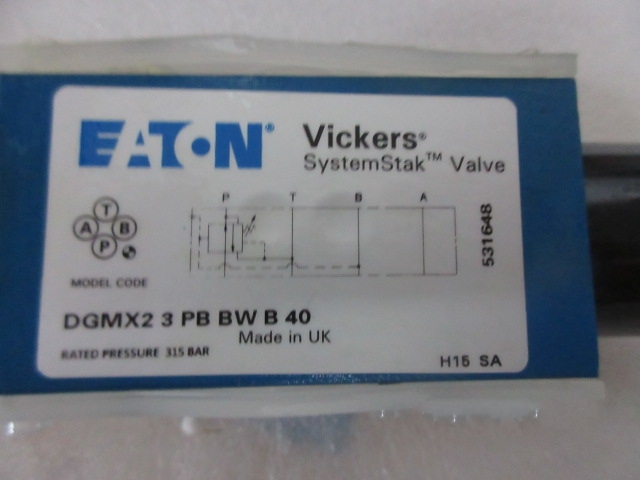 EATON®
Vickers®
SystemStak™ Valve
P T B A
T
A B
P
531648
MODEL CODE
DGMX2 3 PB BW B 40
Made in UK
RATED PRESSURE 315 BAR
H15 SA